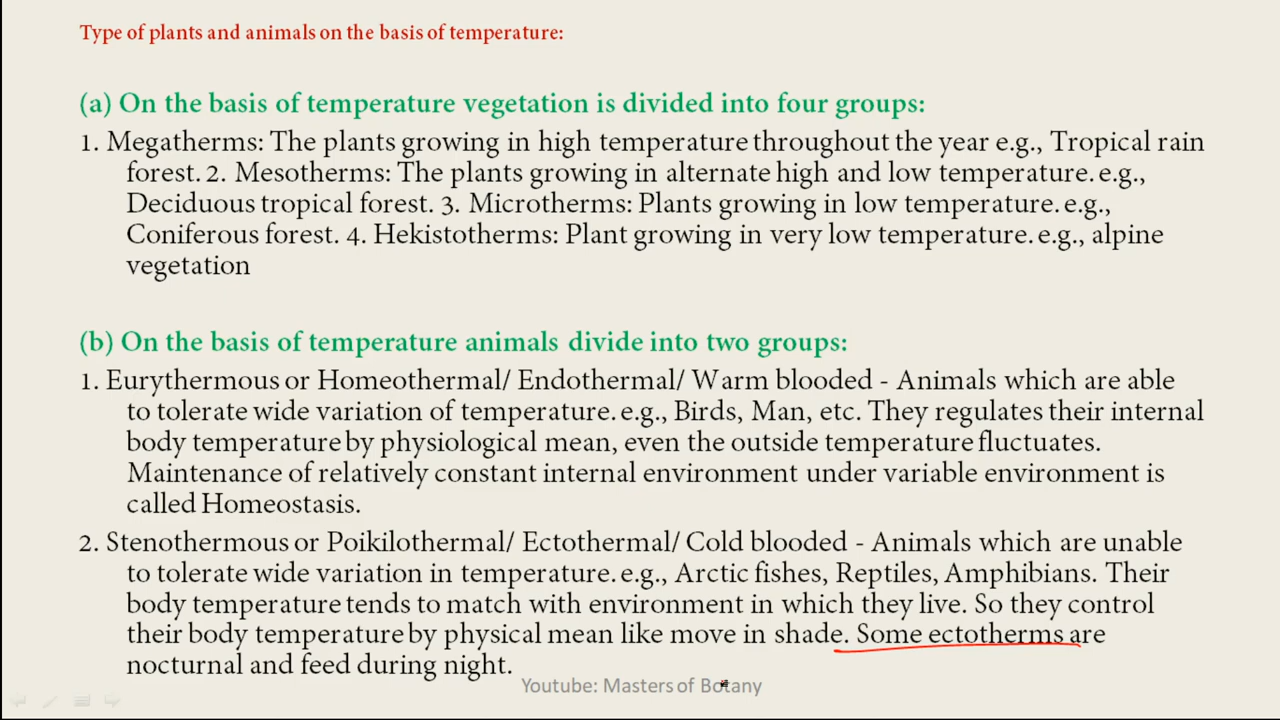 Type of plants and animals on the basis of temperature:
(a) On the basis of temperature vegetation is divided into four groups:
1. Megatherms: The plants growing in high temperature throughout the year e.g., Tropical rain
forest. 2. Mesotherms: The plants growing in alternate high and low temperature. e.g.,
Deciduous tropical forest. 3. Microtherms: Plants growing in low temperature. e.g.,
Coniferous forest. 4. Hekistotherms: Plant growing in very low temperature. e.g., alpine
vegetation
(b) On the basis of temperature animals divide into two groups:
1. Eurythermous or Homeothermal/ Endothermal/ Warm blooded - Animals which are able
to tolerate wide variation of temperature. e.g., Birds, Man, etc. They regulates their internal
body temperature by physiological mean, even the outside temperature fluctuates.
Maintenance of relatively constant internal environment under variable environment is
called Homeostasis.
2. Stenothermous or Poikilothermal/ Ectothermal/ Cold blooded - Animals which are unable
to tolerate wide variation in temperature. e.g., Arctic fishes, Reptiles, Amphibians. Their
body temperature tends to match with environment in which they live. So they control
their body temperature by physical mean like move in shade. Some ectotherms are
nocturnal and feed during night.
Youtube: Masters of Botany